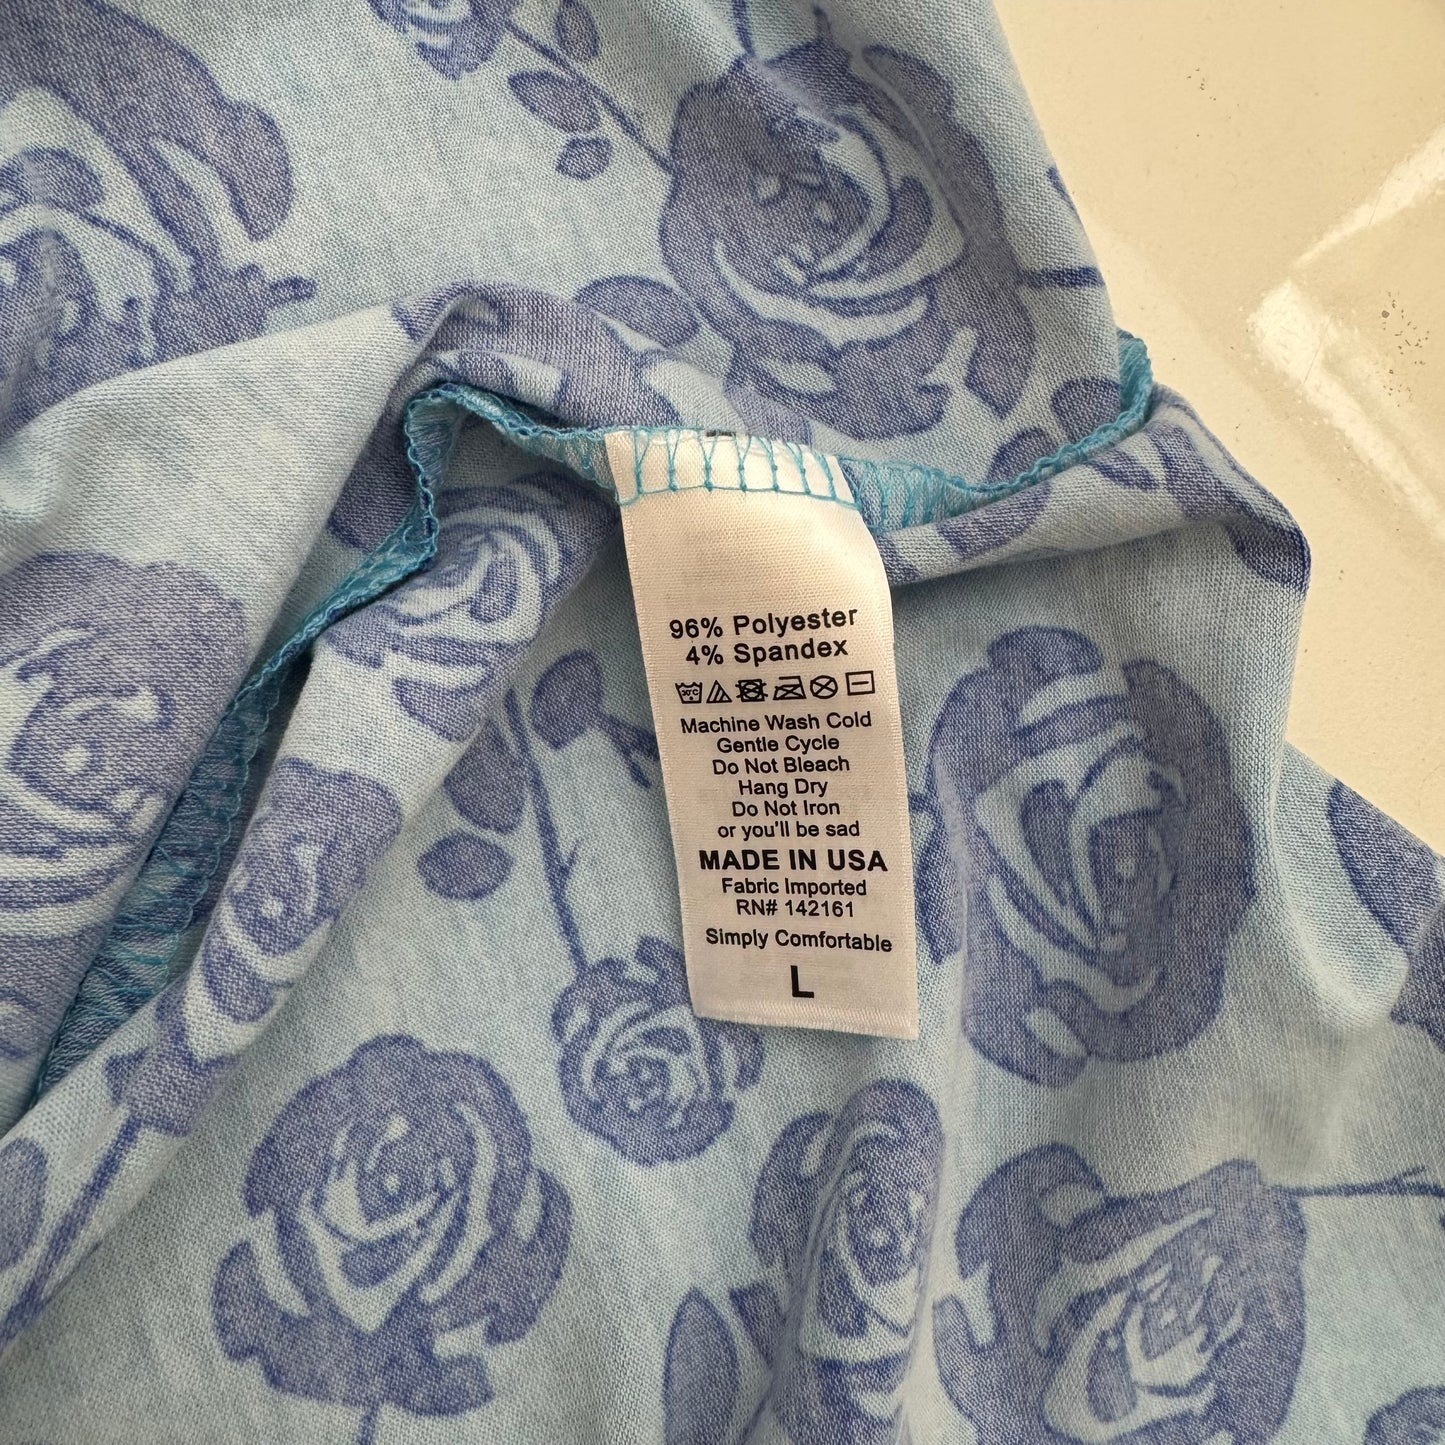 96% Polyester
4% Spandex
30°C
Machine Wash Cold
Gentle Cycle
Do Not Bleach
Hang Dry
Do Not Iron
or you'll be sad
MADE IN USA
Fabric Imported
RN# 142161
Simply Comfortable
L